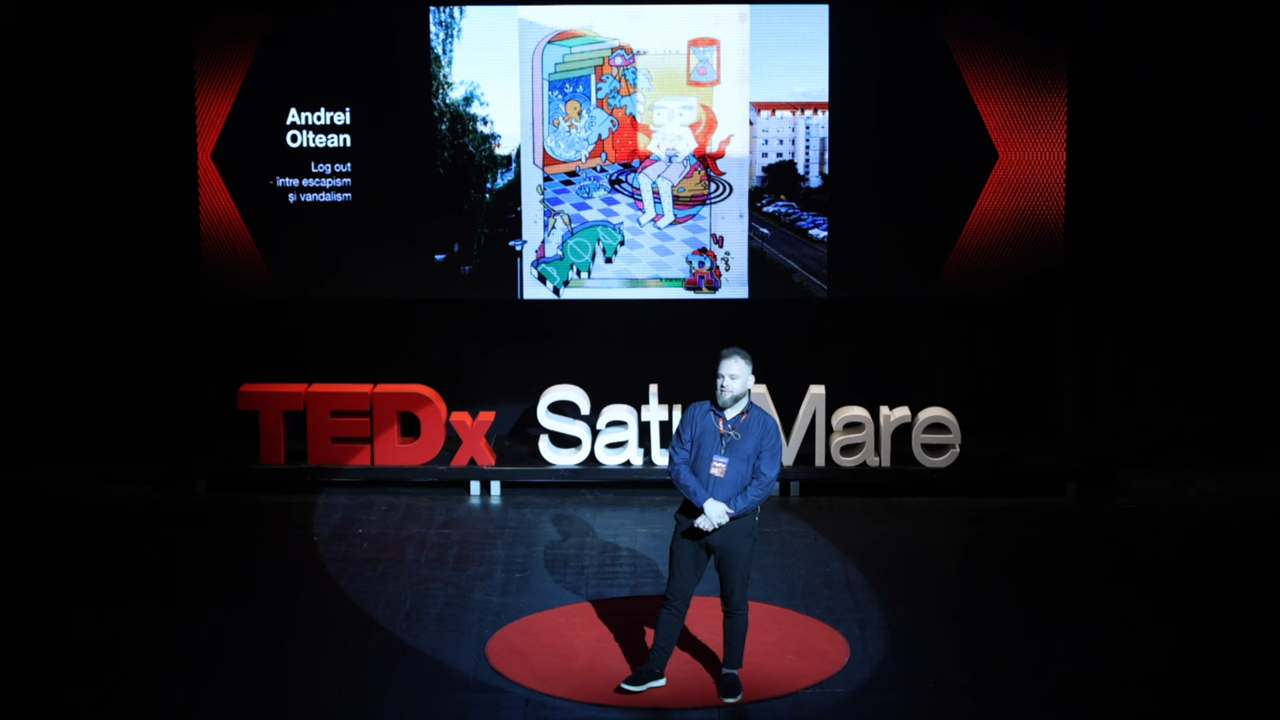 Andrei
Oltean
Log out
- între escapism
și vandalism
TEDx Satu Mare